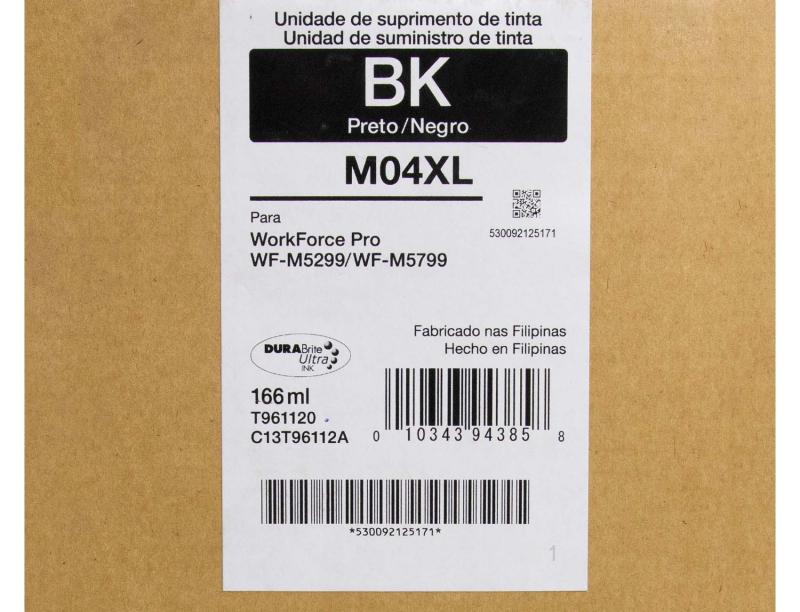 Unidade de suprimento de tinta
Unidad de suministro de tinta
BK
Preto/Negro
M04XL
530092125171
Para
WorkForce Pro
WF-M5299/WF-M5799
Fabricado nas Filipinas
Hecho en Filipinas
DURABrite
Ultra
INK
166 ml
T961120
C13T96112A
0 10343 94385 8
*530092125171*
1